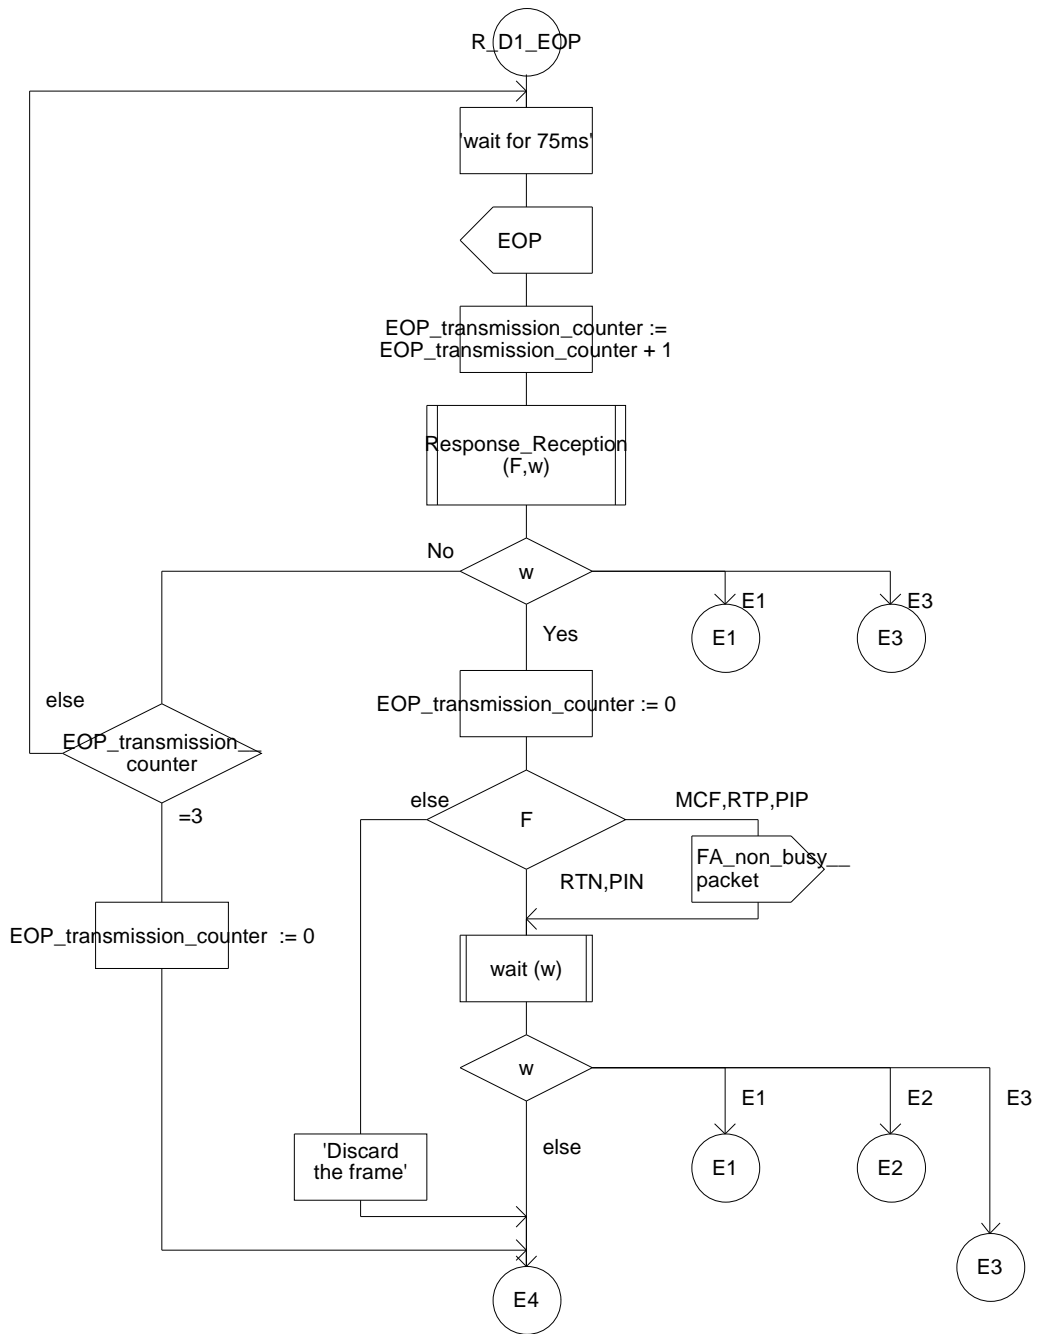 R_D1_EOP
'wait for 75ms'
EOP
EOP_transmission_counter :=
EOP_transmission_counter + 1
Response_Reception
(F,w)
No
w
E1
E3
E1
E3
Yes
else
EOP_transmission_counter := 0
EOP_transmission__
counter
=3
else
F
MCF,RTP,PIP
FA_non_busy__
packet
RTN,PIN
EOP_transmission_counter := 0
wait (w)
w
E1
E2
E3
else
'Discard
the frame'
E1
E2
E3
E4